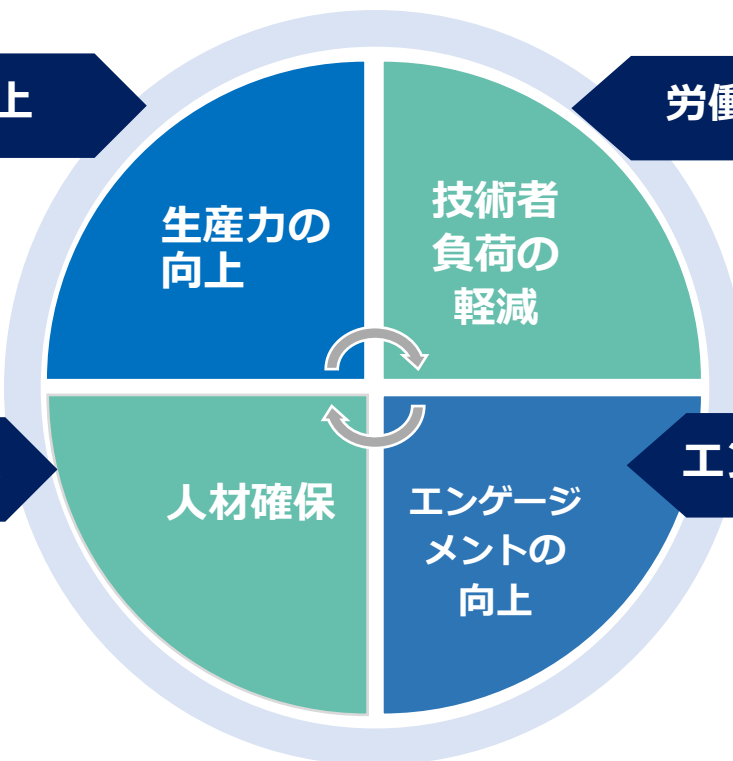 上
労働
生産力の
向上
技術者
負荷の
軽減
人材確保
エンゲージ
メントの
向上
エン